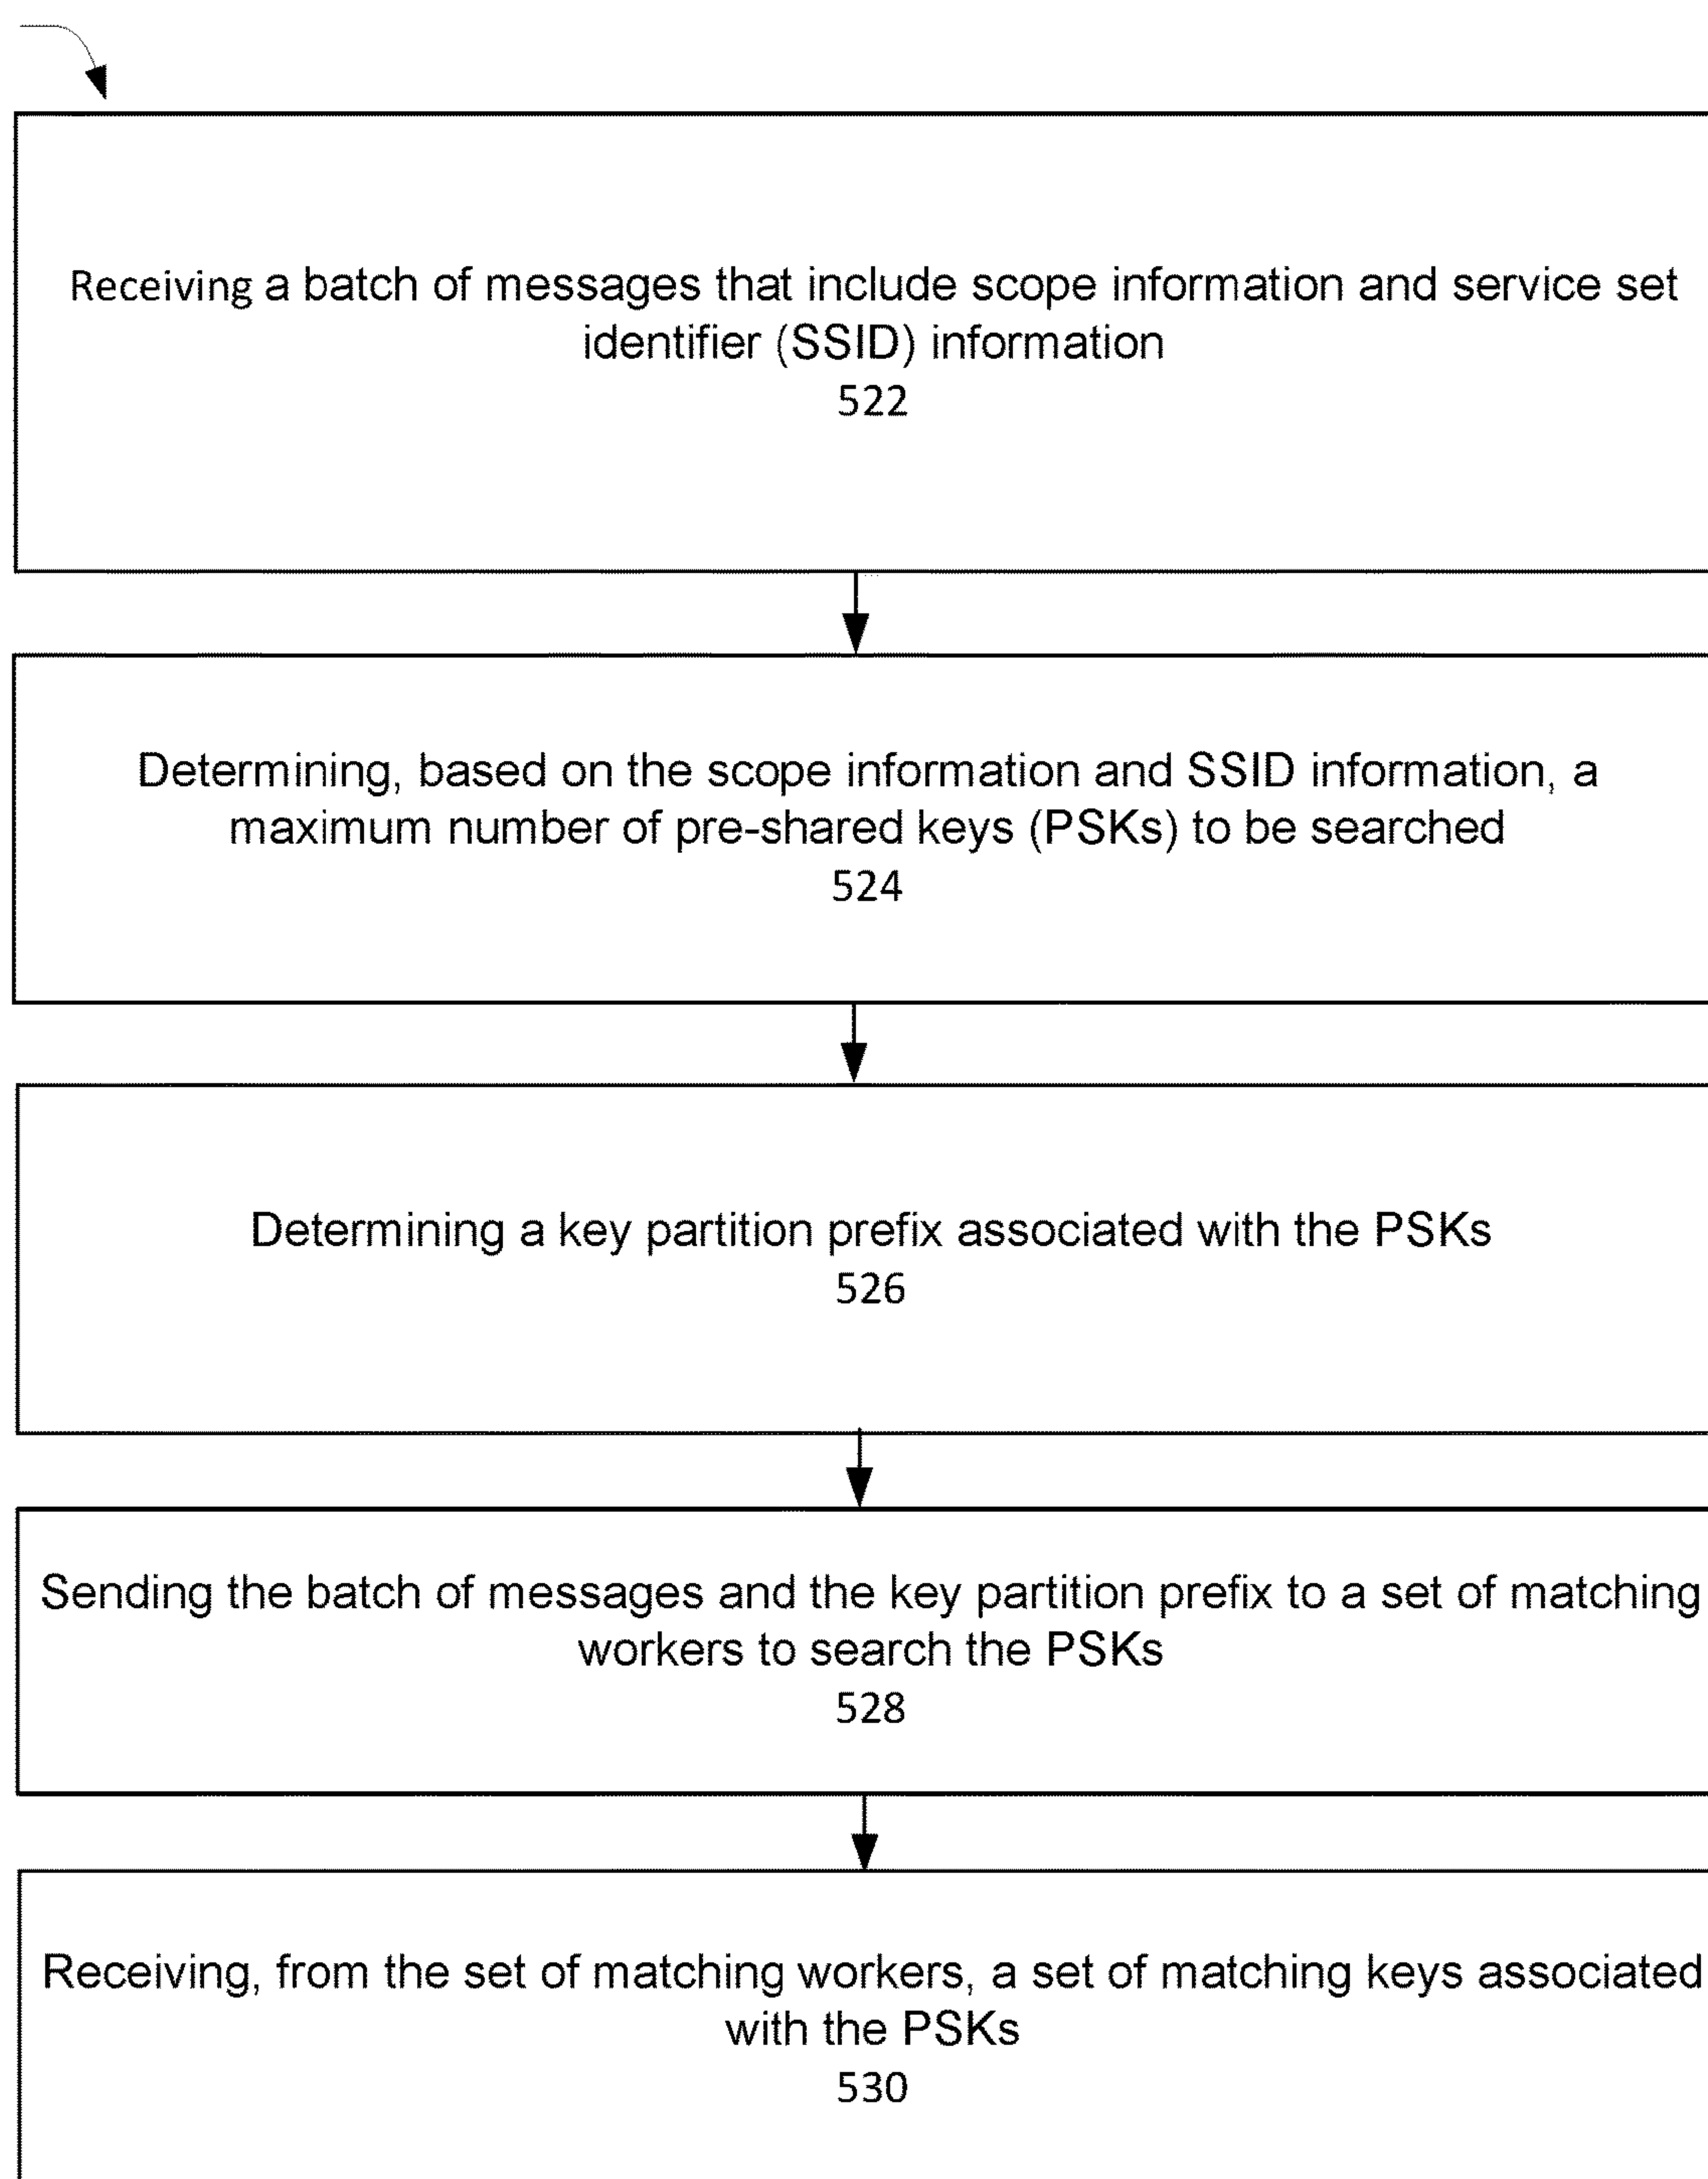 Receiving a batch of messages that include scope information and service set
identifier (SSID) information
522
Determining, based on the scope information and SSID information, a
maximum number of pre-shared keys (PSKs) to be searched
524
Determining a key partition prefix associated with the PSKs
526
Sending the batch of messages and the key partition prefix to a set of matching
workers to search the PSKs
528
Receiving, from the set of matching workers, a set of matching keys associated
with the PSKs
530